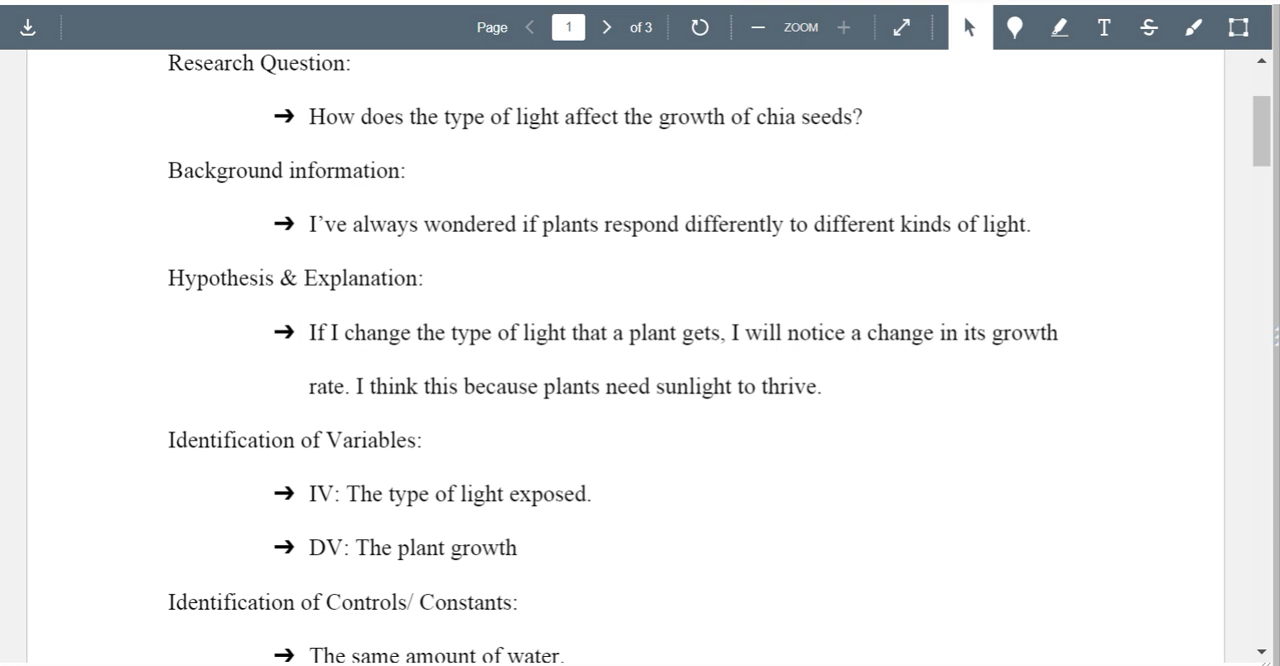 Page 1 of 3 ZOOM T S
Research Question:
➔ How does the type of light affect the growth of chia seeds?
Background information:
➔ I’ve always wondered if plants respond differently to different kinds of light.
Hypothesis & Explanation:
➔ If I change the type of light that a plant gets, I will notice a change in its growth
rate. I think this because plants need sunlight to thrive.
Identification of Variables:
➔ IV: The type of light exposed.
➔ DV: The plant growth
Identification of Controls/ Constants:
➔ The same amount of water.